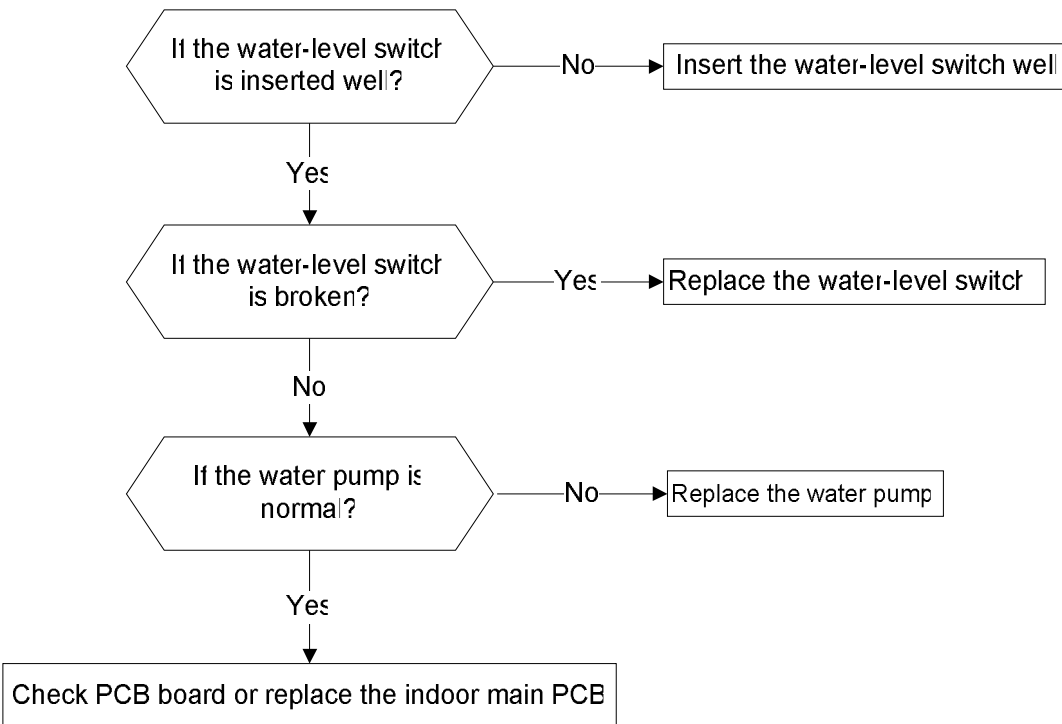 If the water-level switch
is inserted well?
No
Insert the water-level switch well
Yes
If the water-level switch
is broken?
Yes
Replace the water-level switch
No
If the water pump is
normal?
No
Replace the water pump
Yes
Check PCB board or replace the indoor main PCB